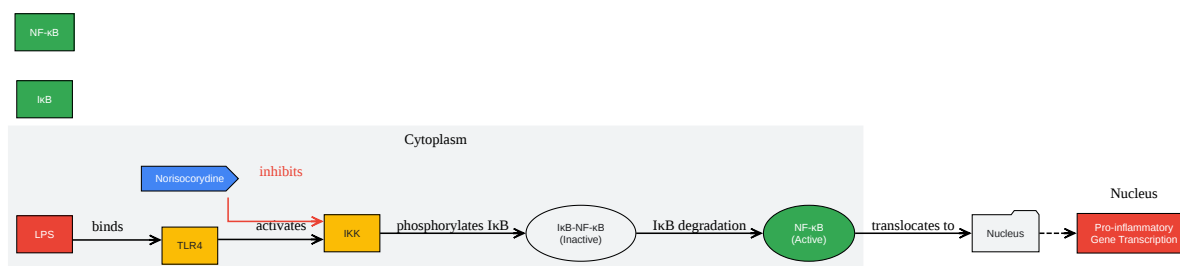 NF-κB
IκB
Cytoplasm
Norisocorydine
inhibits
Nucleus
LPS
binds
TLR4
activates
IKK
phosphorylates IκB
IκB-NF-κB
(Inactive)
IκB degradation
NF-κB
(Active)
translocates to
Nucleus
Pro-inflammatory
Gene Transcription